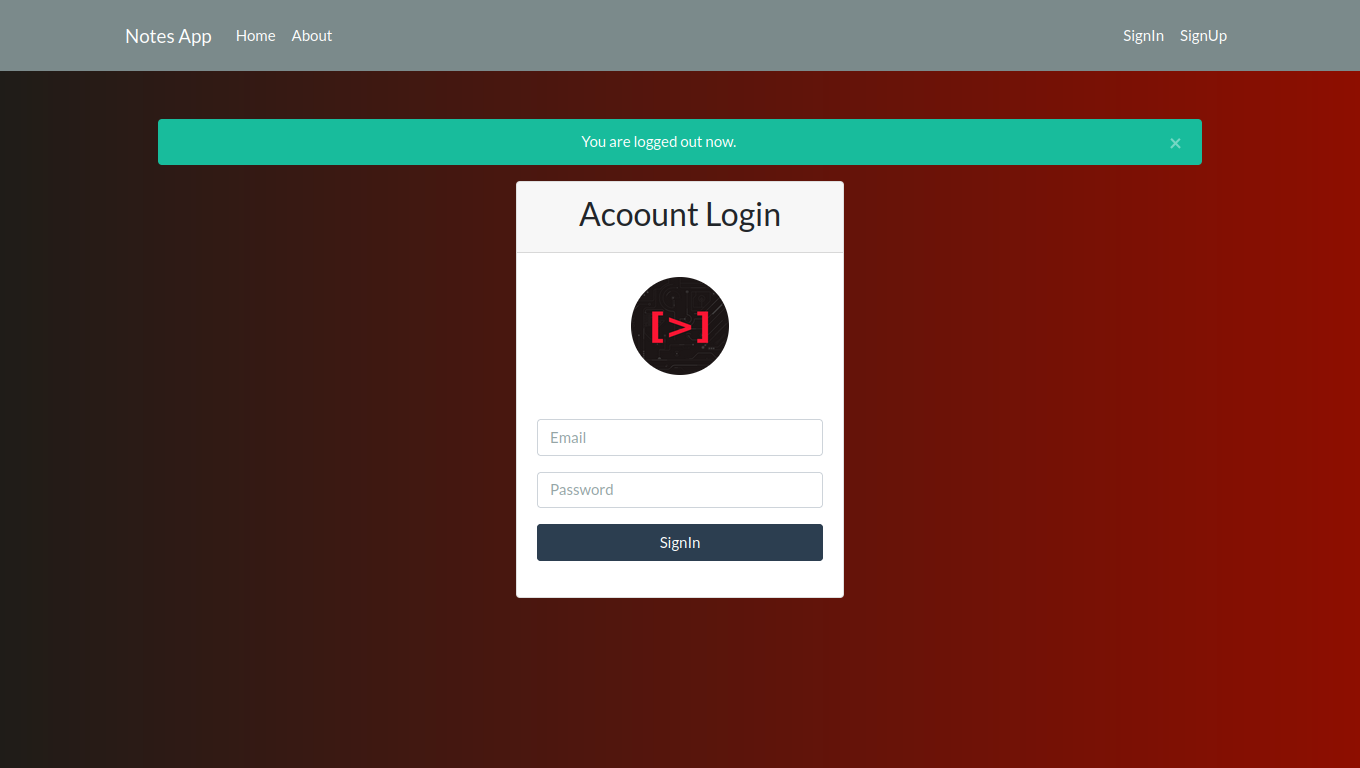 Notes App Home About SignIn SignUp
You are logged out now. ×
Acoount Login
[>]
Email
Password
SignIn